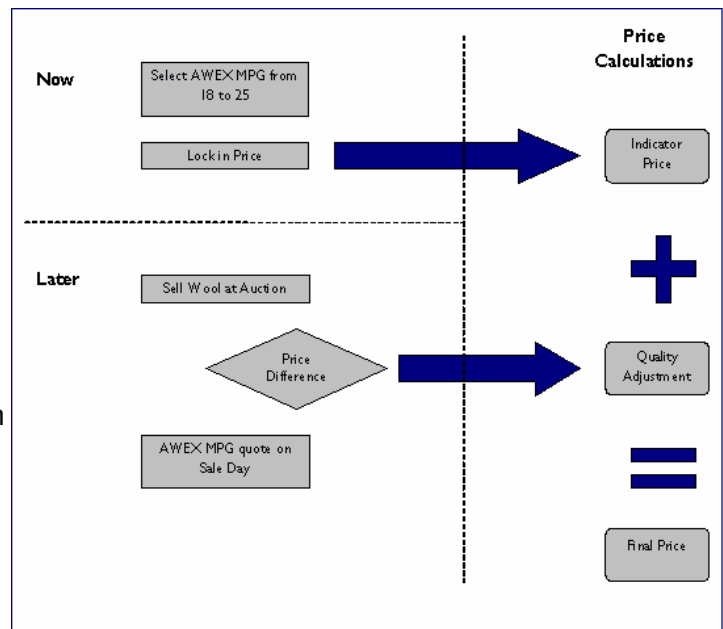 Price
Calculations
Now
Select AWEX MPG from
18 to 25
Lock in Price
Indicator
Price
Later
Sell Wool at Auction
Price
Difference
Quality
Adjustment
AWEX MPG quote on
Sale Day
Final Price